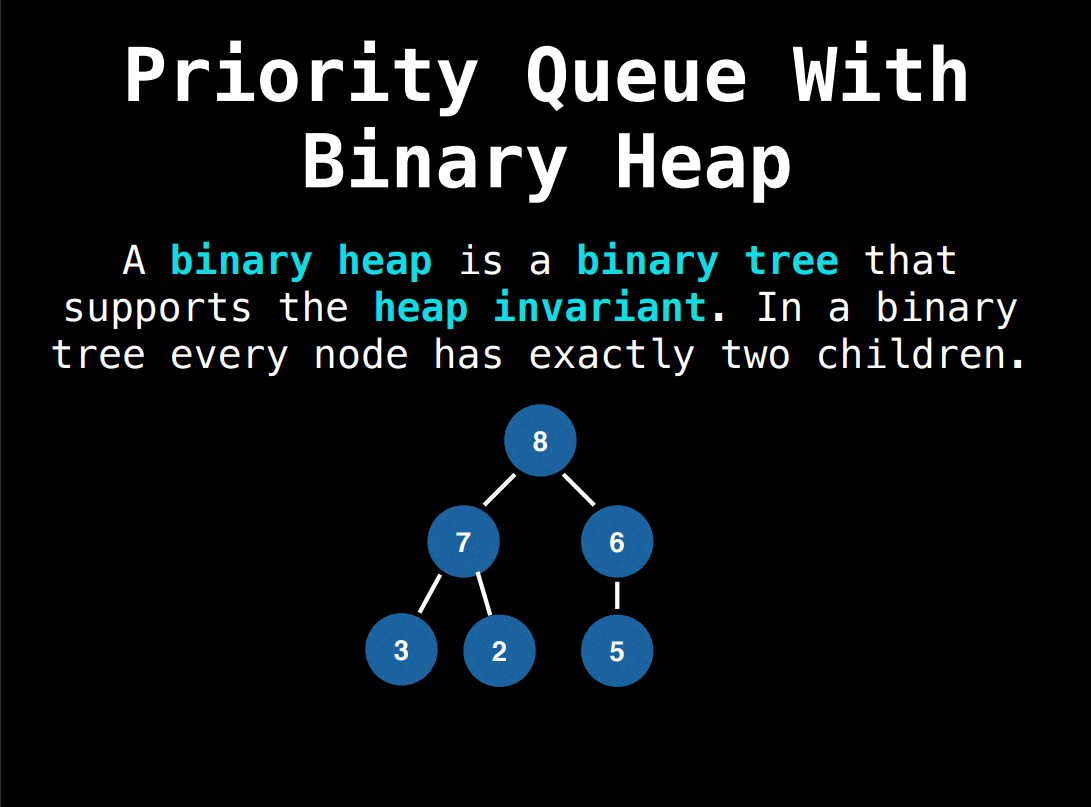 Priority Queue With
Binary Heap
A binary heap is a binary tree that
supports the heap invariant. In a binary
tree every node has exactly two children.
8
7 6
3 2 5